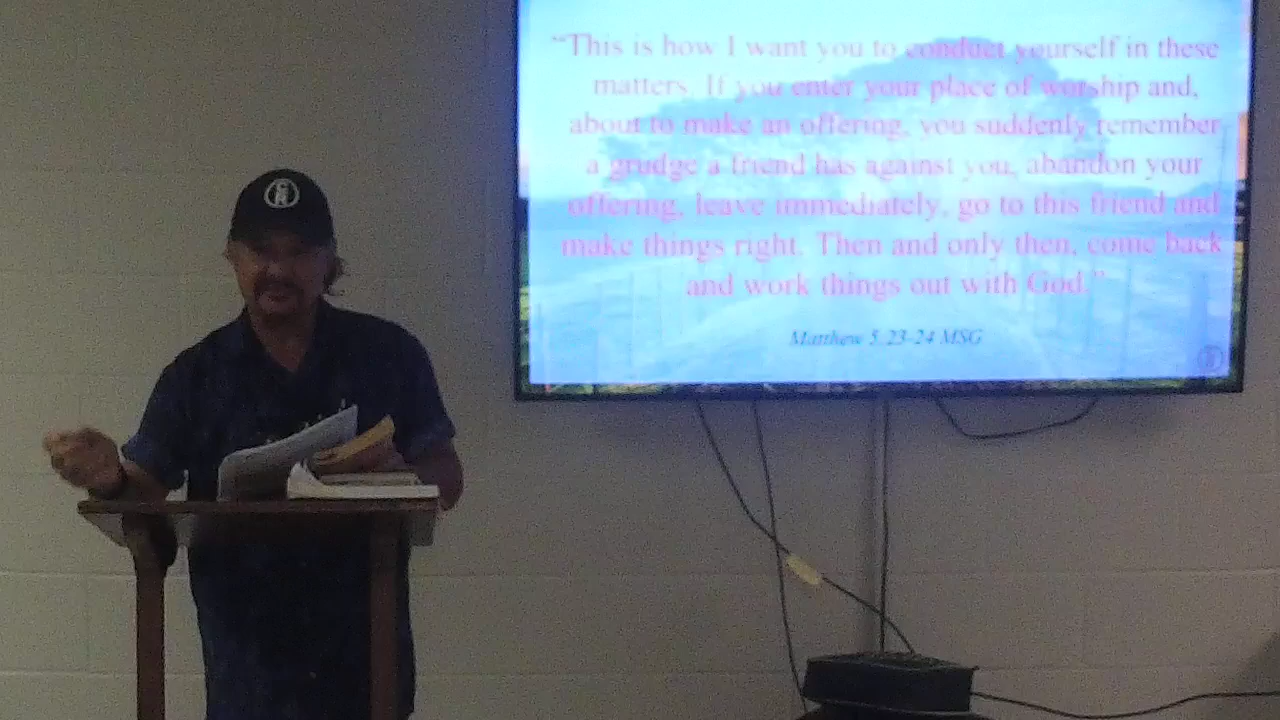 “This is how I want you to conduct yourself in these
matters. If you enter your place of worship and,
about to make an offering, you suddenly remember
a grudge a friend has against you, abandon your
offering, leave immediately, go to this friend and
make things right. Then and only then, come back
and work things out with God.”
Matthew 5.23-24 MSG